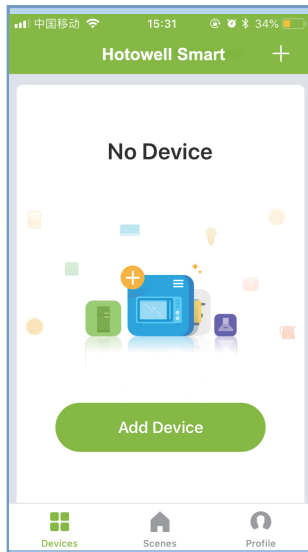 中国移动 15:31 34%
Hotowell Smart
No Device
Add Device
Devices Scenes Profile